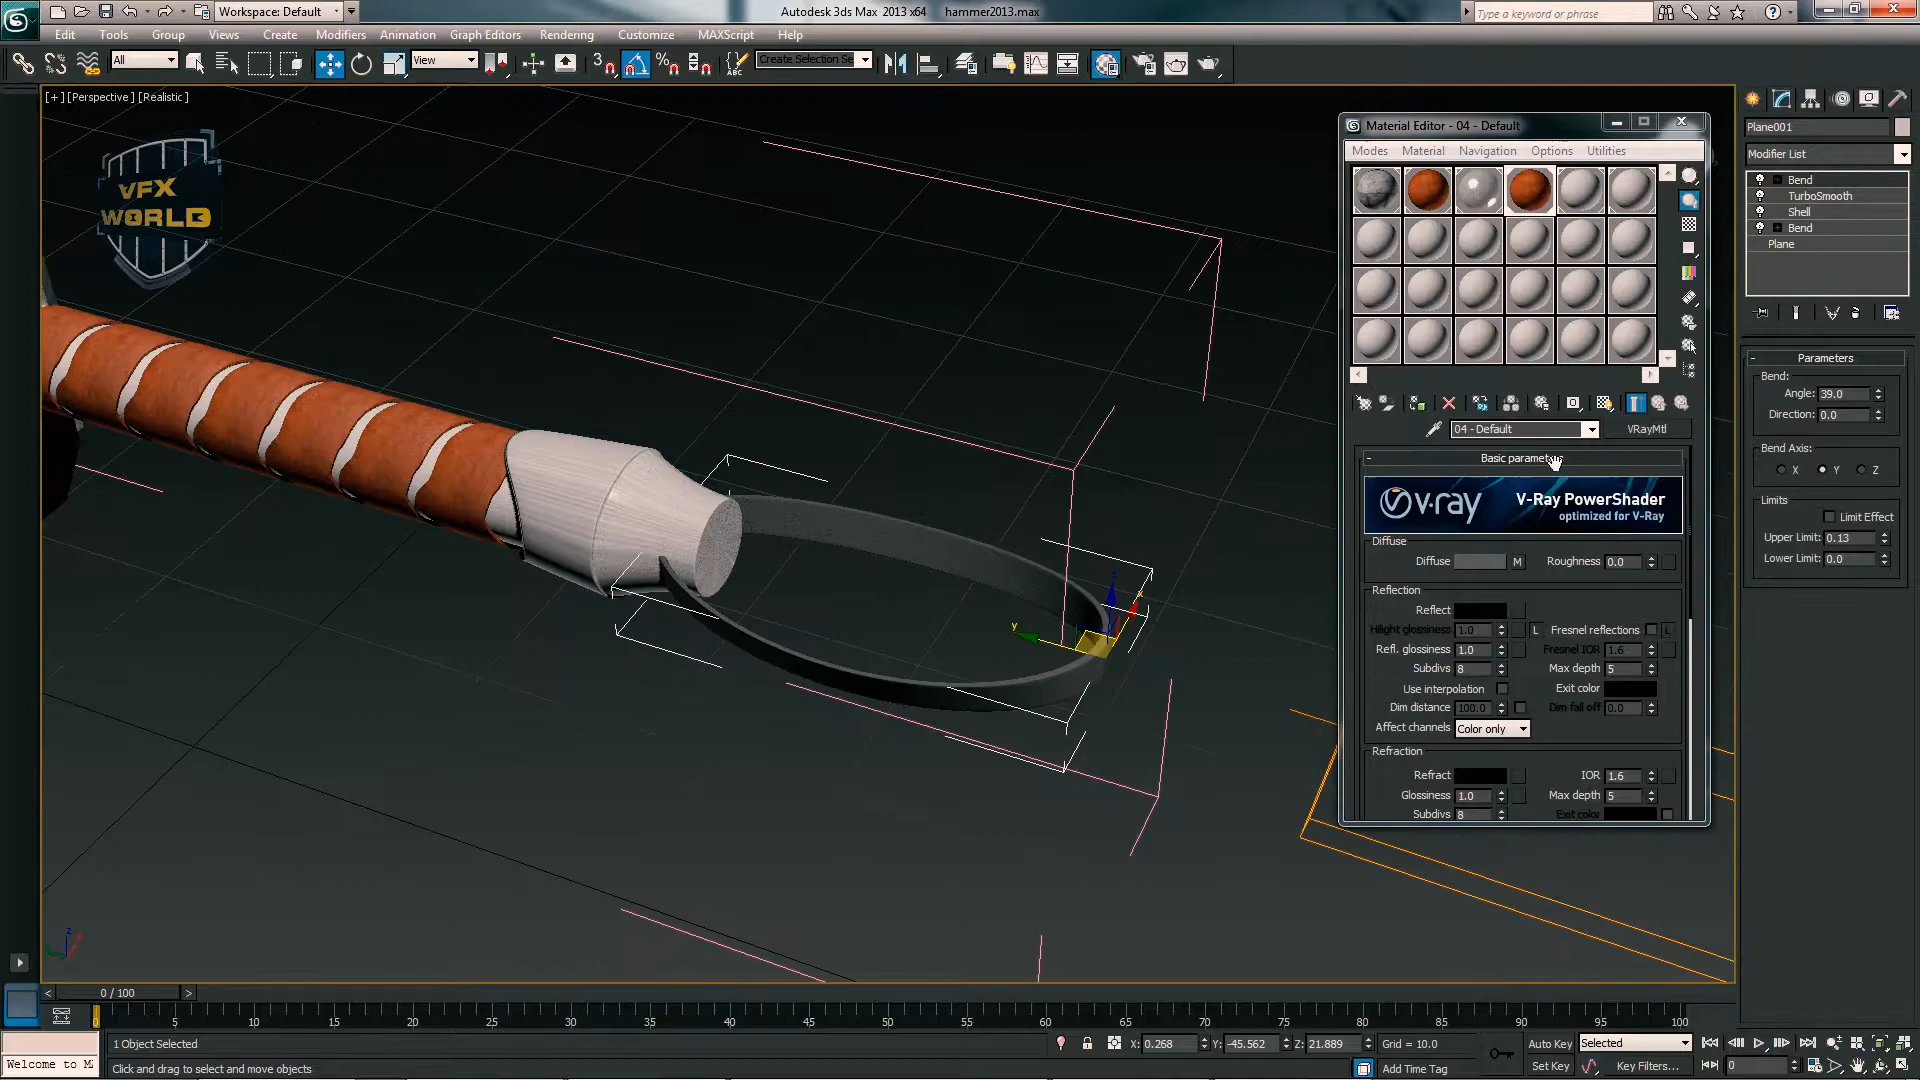 Workspace: Default
Autodesk 3ds Max 2013 x64 hammer2013.max
Type a keyword or phrase
Edit Tools Group Views Create Modifiers Animation Graph Editors Rendering Customize MAXScript Help
All
View
Create Selection Se
[+] [Perspective] [Realistic]
VFX
WORLD
Material Editor - 04 - Default
Modes Material Navigation Options Utilities
04 - Default
VRayMtl
Basic parameters
v·ray
V-Ray PowerShader
optimized for V-Ray
Diffuse
Diffuse M Roughness 0.0
Reflection
Reflect
Hilight glossiness 1.0 L Fresnel reflections L
Refl. glossiness 1.0 Fresnel IOR 1.6
Subdivs 8 Max depth 5
Use interpolation Exit color
Dim distance 100.0 Dim fall off 0.0
Affect channels Color only
Refraction
Refract IOR 1.6
Glossiness 1.0 Max depth 5
Subdivs 8 Exit color
Plane001
Modifier List
Bend
TurboSmooth
Shell
Bend
Plane
Parameters
Bend:
Angle: 39.0
Direction: 0.0
Bend Axis:
X Y Z
Limits
Limit Effect
Upper Limit: 0.13
Lower Limit: 0.0
y
x
z
z
0 / 100
5 10 15 20 25 30 35 40 45 50 55 60 65 70 75 80 85 90 95 100
1 Object Selected
X: 0.268 Y: -45.562 Z: 21.889 Grid = 10.0
Auto Key Selected
Welcome to M
Click and drag to select and move objects
Add Time Tag
Set Key Key Filters... 0